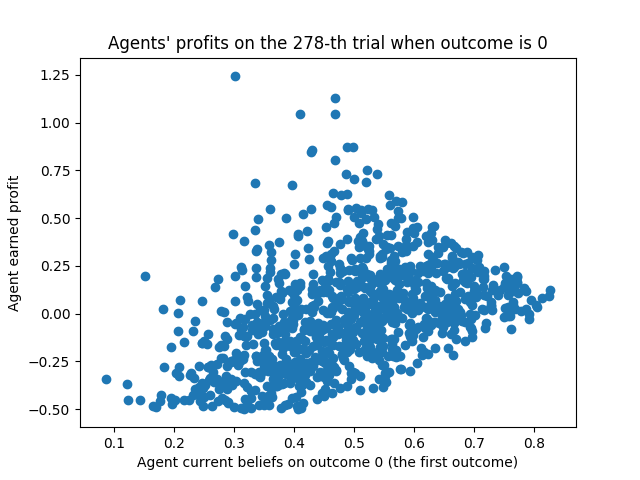 Agents' profits on the 278-th trial when outcome is 0
1.25
1.00
0.75
0.50
0.25
0.00
−0.25
−0.50
Agent earned profit
0.1 0.2 0.3 0.4 0.5 0.6 0.7 0.8
Agent current beliefs on outcome 0 (the first outcome)